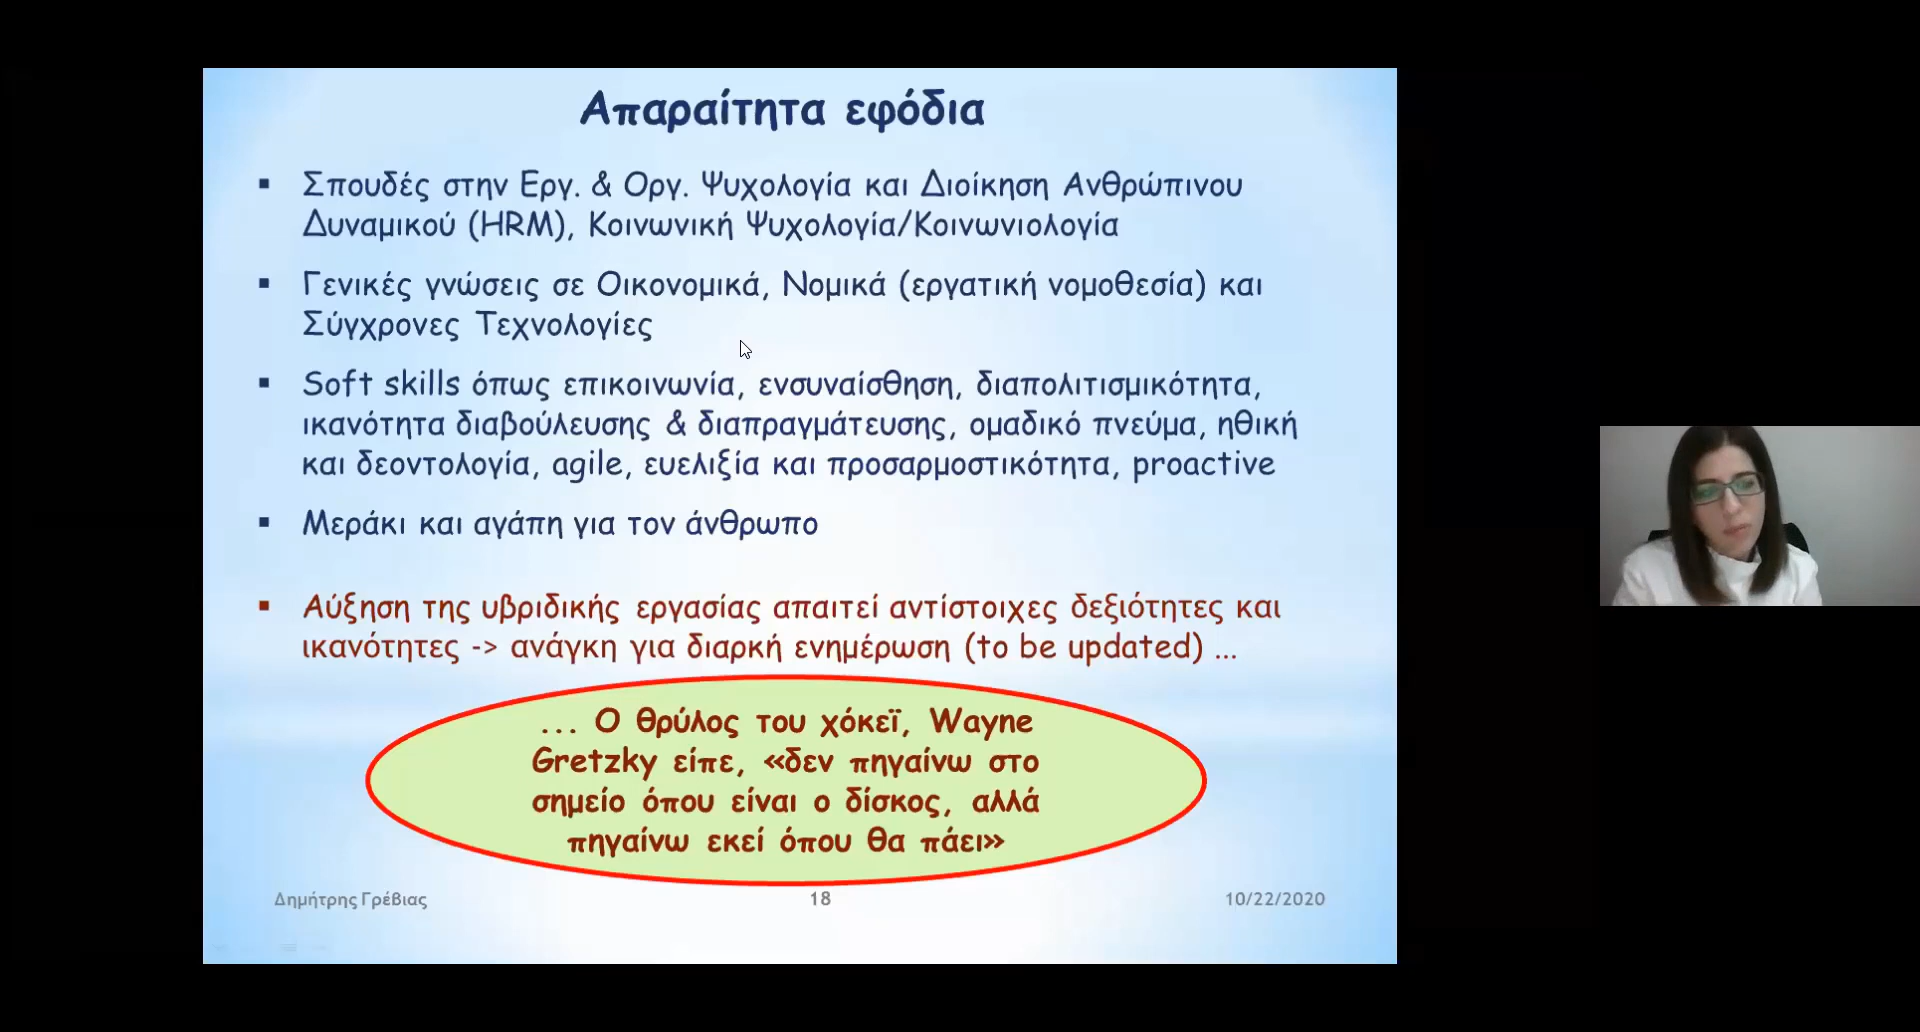 Απαραίτητα εφόδια
▪ Σπουδές στην Εργ. & Οργ. Ψυχολογία και Διοίκηση Ανθρώπινου
Δυναμικού (HRM), Κοινωνική Ψυχολογία/Κοινωνιολογία
▪ Γενικές γνώσεις σε Οικονομικά, Νομικά (εργατική νομοθεσία) και
Σύγχρονες Τεχνολογίες
▪ Soft skills όπως επικοινωνία, ενσυναίσθηση, διαπολιτισμικότητα,
ικανότητα διαβούλευσης & διαπραγμάτευσης, ομαδικό πνεύμα, ηθική
και δεοντολογία, agile, ευελιξία και προσαρμοστικότητα, proactive
▪ Μεράκι και αγάπη για τον άνθρωπο
▪ Αύξηση της υβριδικής εργασίας απαιτεί αντίστοιχες δεξιότητες και
ικανότητες -> ανάγκη για διαρκή ενημέρωση (to be updated) ...
... Ο θρύλος του χόκεϊ, Wayne
Gretzky είπε, «δεν πηγαίνω στο
σημείο όπου είναι ο δίσκος, αλλά
πηγαίνω εκεί όπου θα πάει»
Δημήτρης Γρέβιας 18 10/22/2020